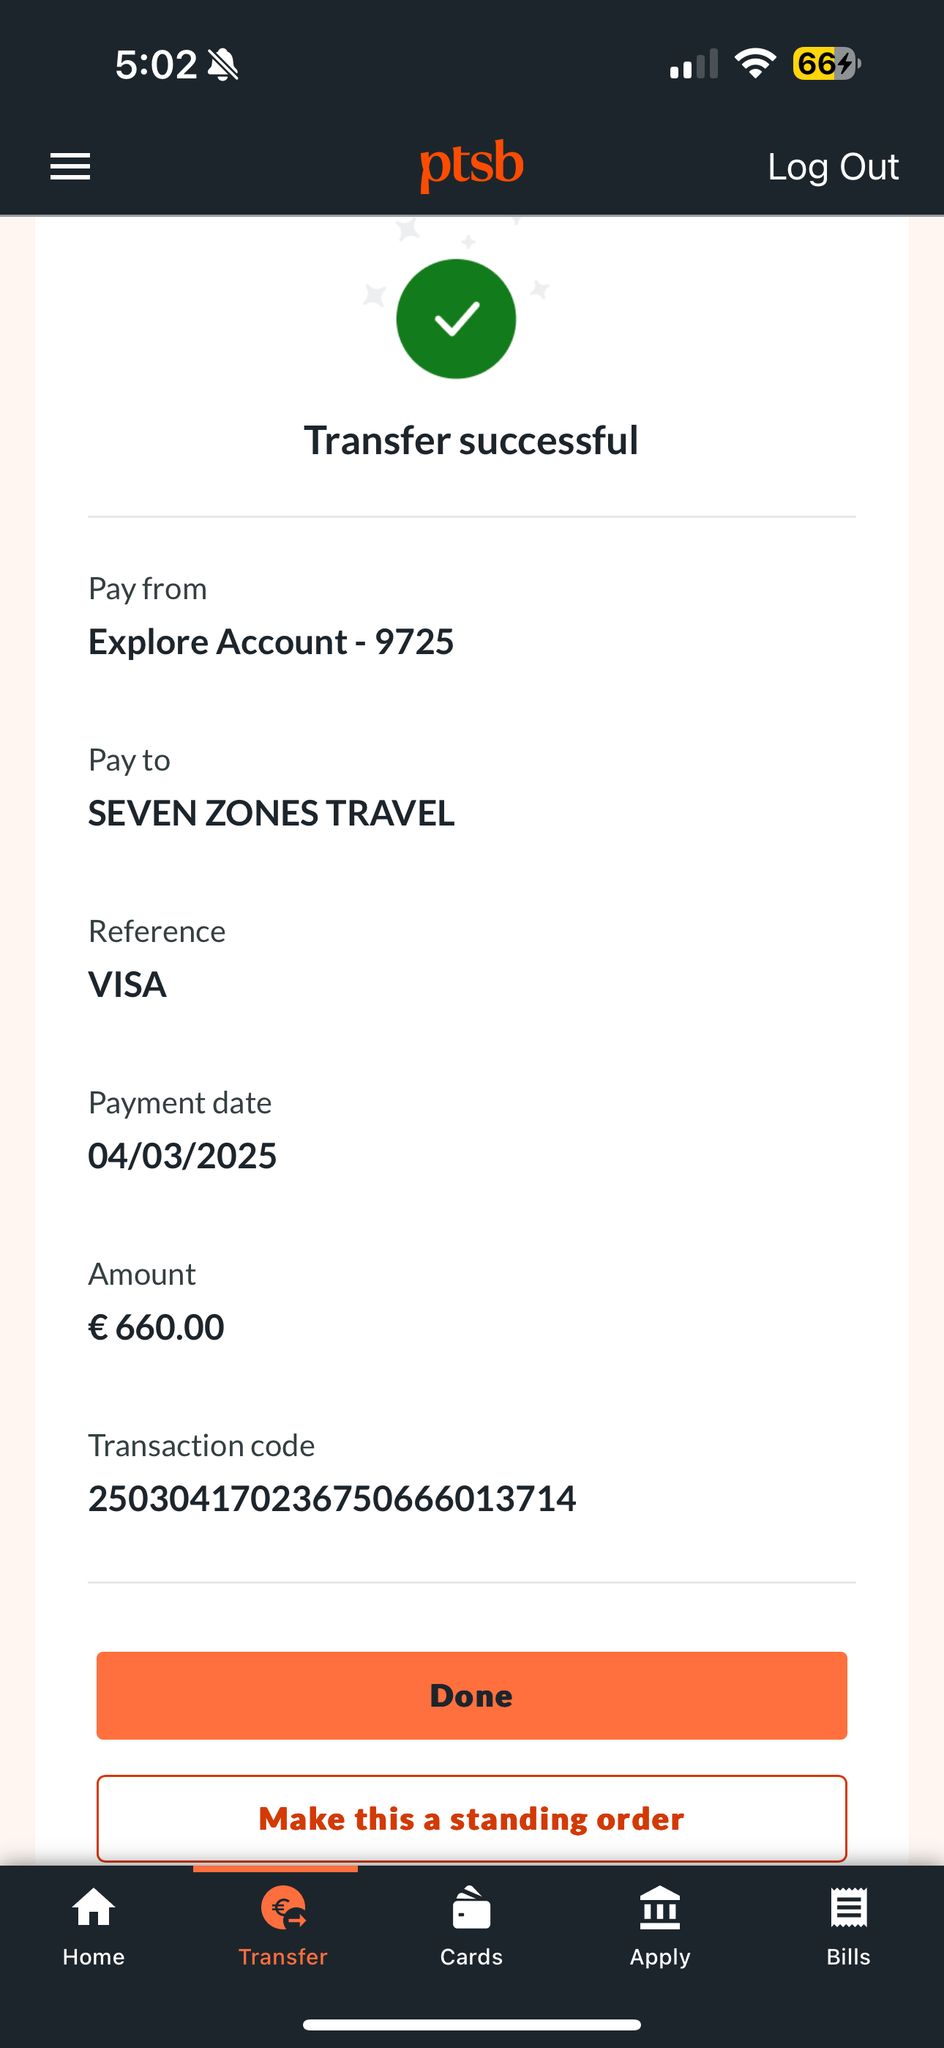 5:02
66
ptsb
Log Out
Transfer successful
Pay from
Explore Account - 9725
Pay to
SEVEN ZONES TRAVEL
Reference
VISA
Payment date
04/03/2025
Amount
€ 660.00
Transaction code
250304170236750666013714
Done
Make this a standing order
Home
Transfer
Cards
Apply
Bills